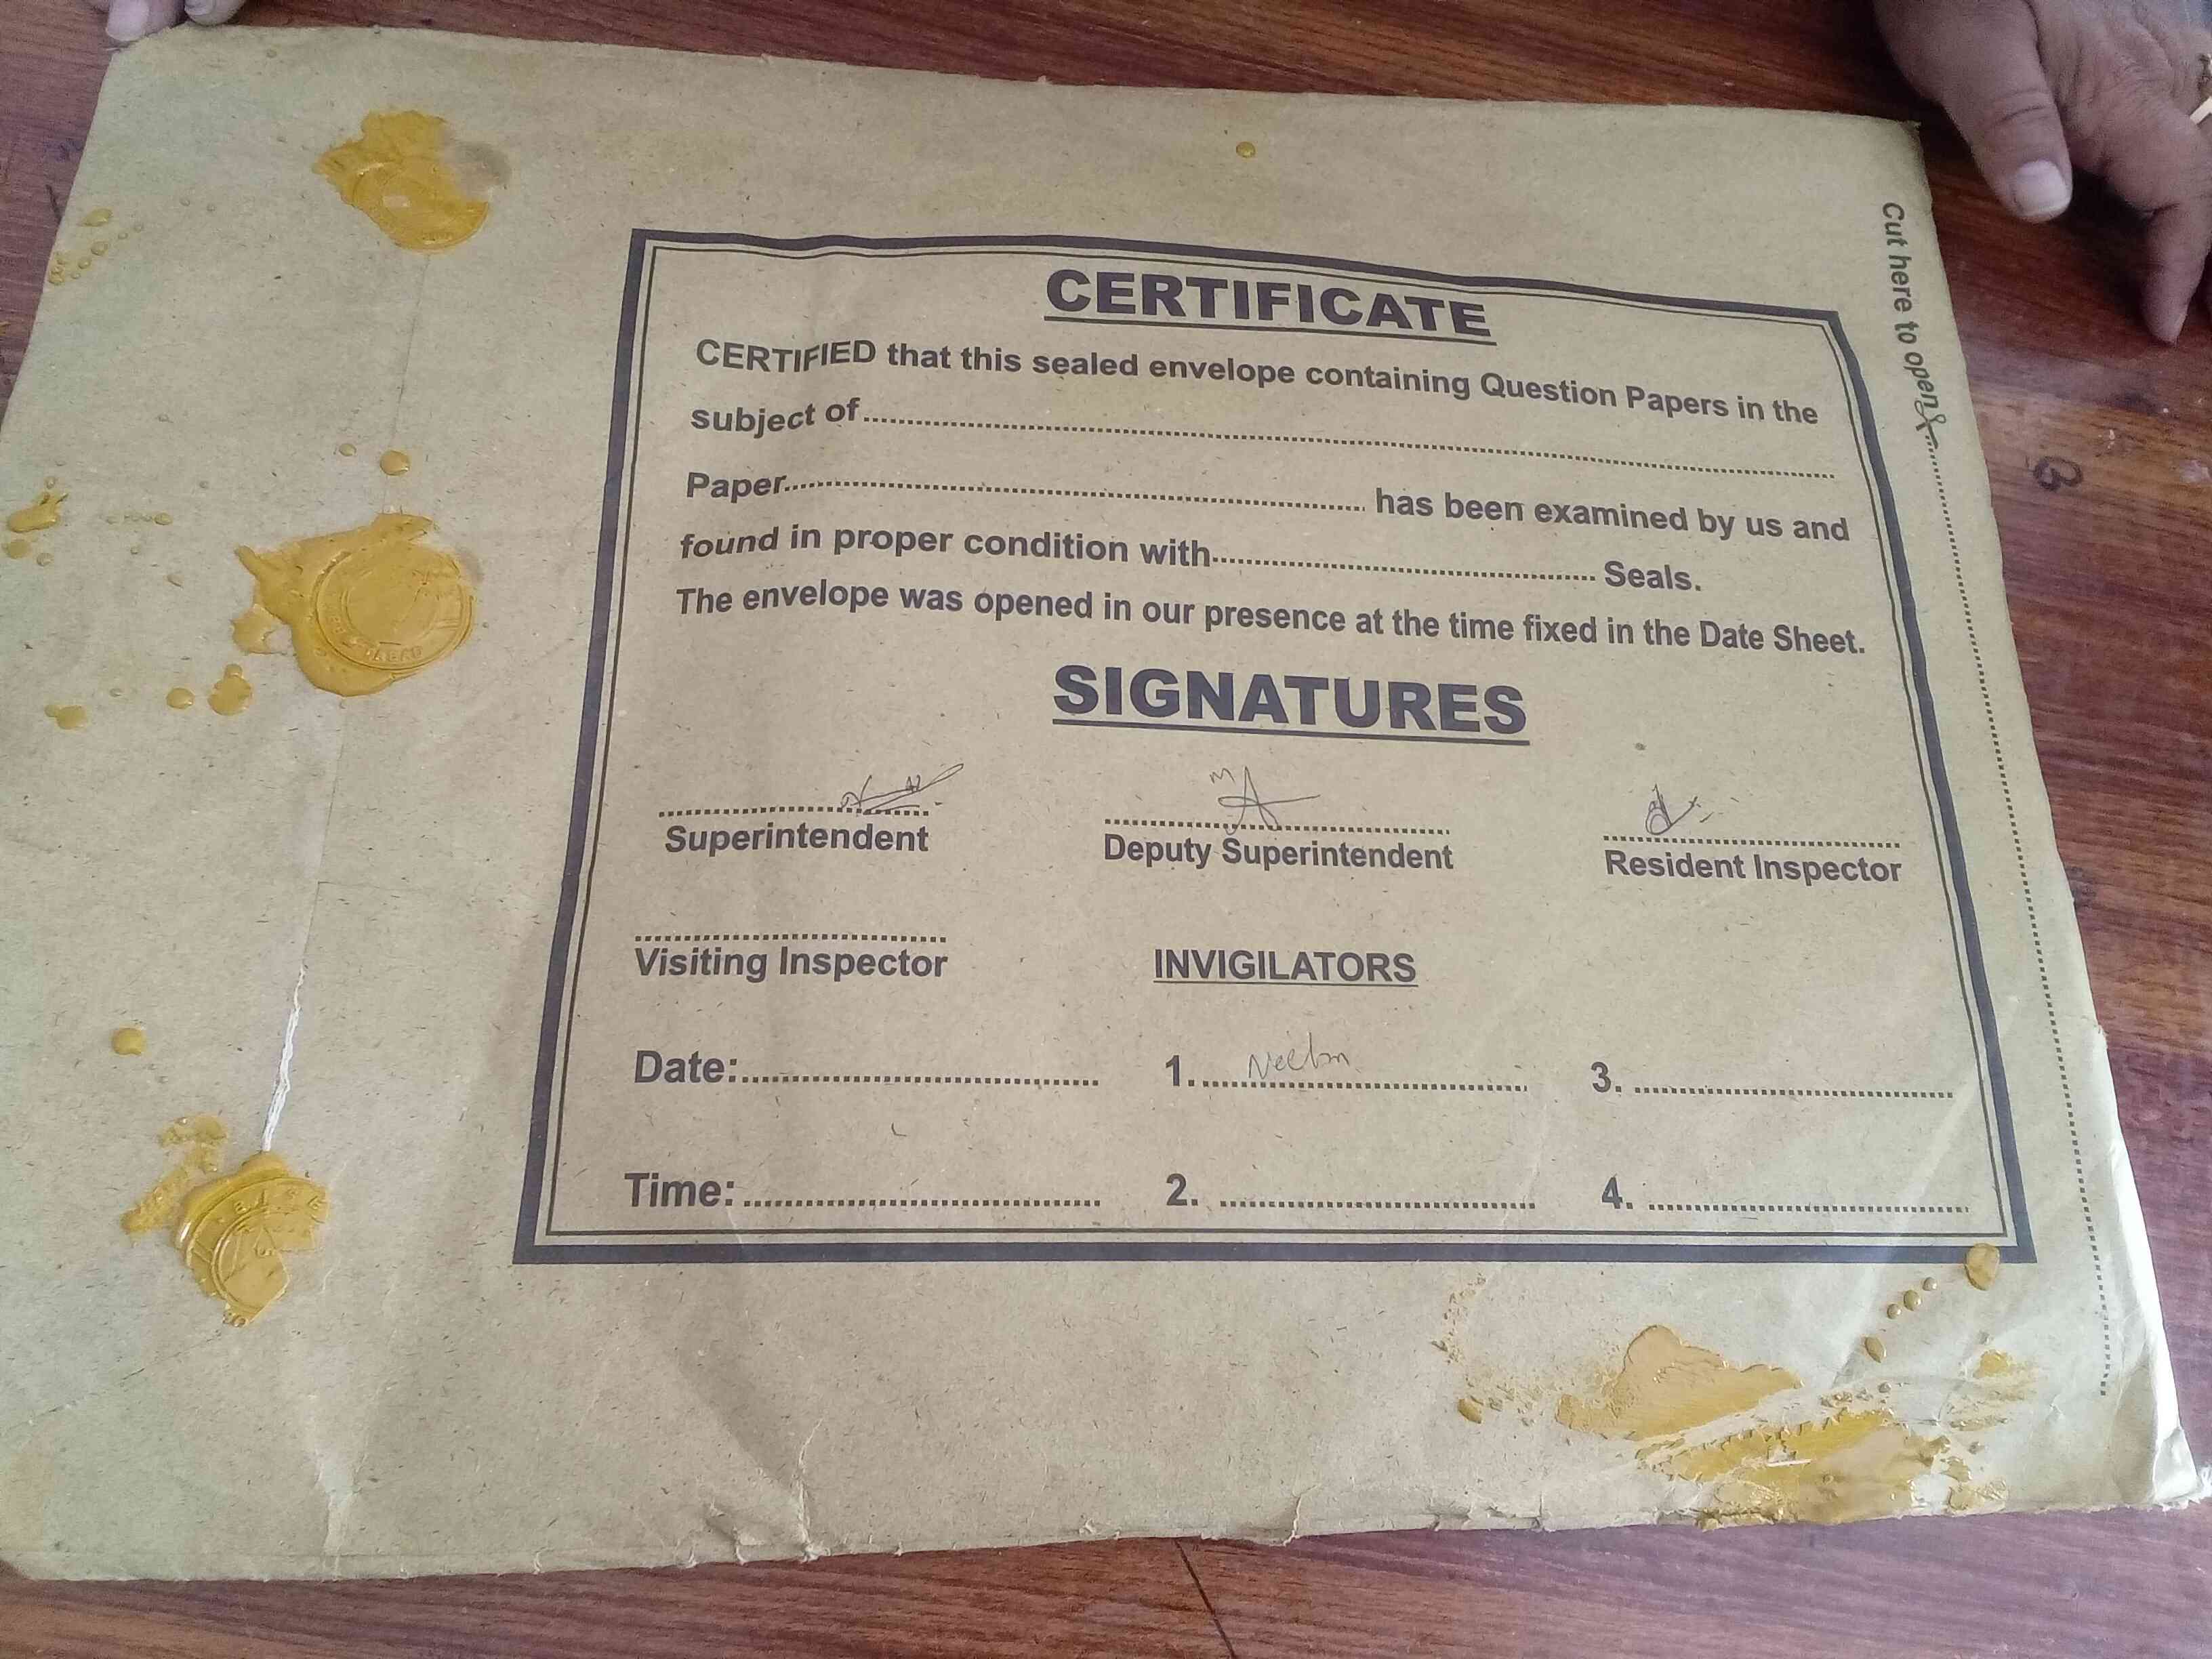 Cut here to open
CERTIFICATE
CERTIFIED that this sealed envelope containing Question Papers in the
subject of
Paper has been examined by us and
found in proper condition with Seals.
The envelope was opened in our presence at the time fixed in the Date Sheet.
SIGNATURES
Superintendent Deputy Superintendent Resident Inspector
Visiting Inspector INVIGILATORS
Date: 1. 3.
Time: 2. 4.